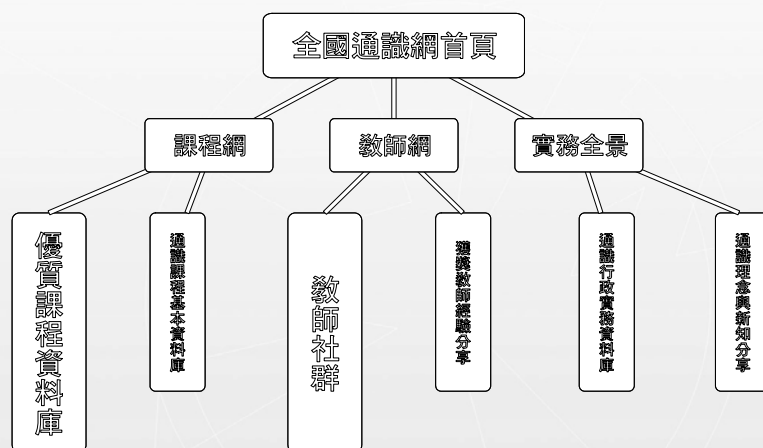 全國通識網首頁
課程網
教師網
實務全景
優質課程資料庫
通識課程基本資料庫
教師社群
獲獎教師經驗分享
通識行政實務資料庫
通識理念與新知分享